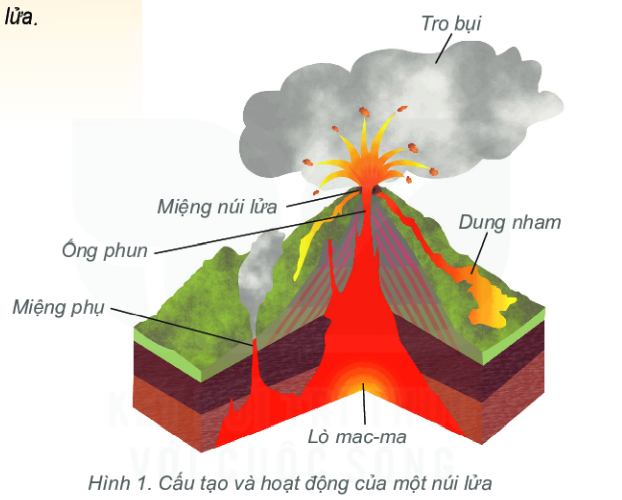 lửa.
Tro bụi
Miệng núi lửa
Dung nham
Ống phun
Miệng phụ
Lò mac-ma
Hình 1. Cấu tạo và hoạt động của một núi lửa